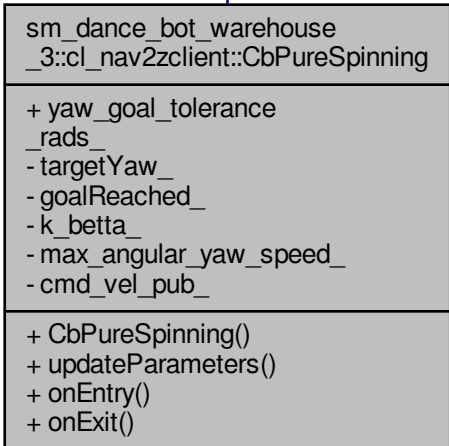 sm_dance_bot_warehouse
_3::cl_nav2zclient::CbPureSpinning
+ yaw_goal_tolerance
_rads_
- targetYaw_
- goalReached_
- k_betta_
- max_angular_yaw_speed_
- cmd_vel_pub_
+ CbPureSpinning()
+ updateParameters()
+ onEntry()
+ onExit()